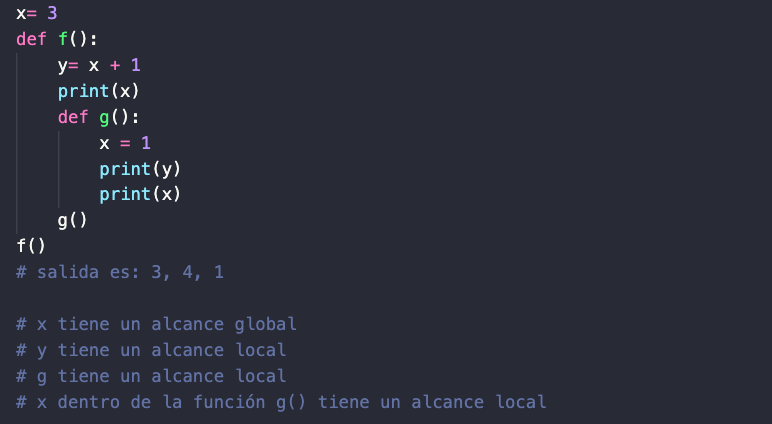 x= 3
def f():
    y= x + 1
    print(x)
    def g():
        x = 1
        print(y)
        print(x)
    g()
f()
# salida es: 3, 4, 1

# x tiene un alcance global
# y tiene un alcance local
# g tiene un alcance local
# x dentro de la función g() tiene un alcance local